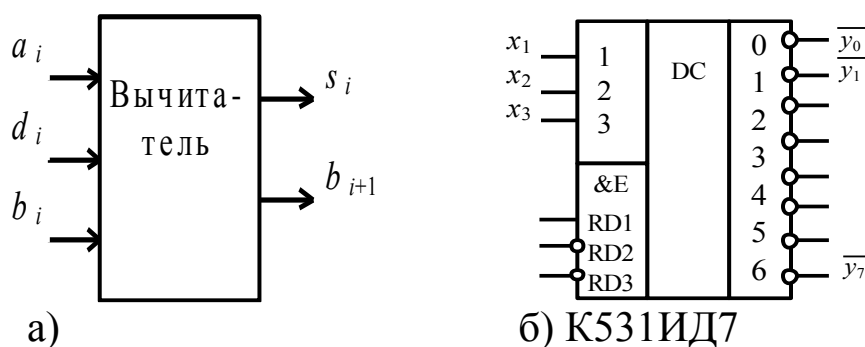 a i
d i
b i
Вычита-
тель
s i
b i+1
а)
x1
x2
x3
1
2
3
&E
RD1
RD2
RD3
DC
0
1
2
3
4
5
6
y0
y1
y7
б) К531ИД7